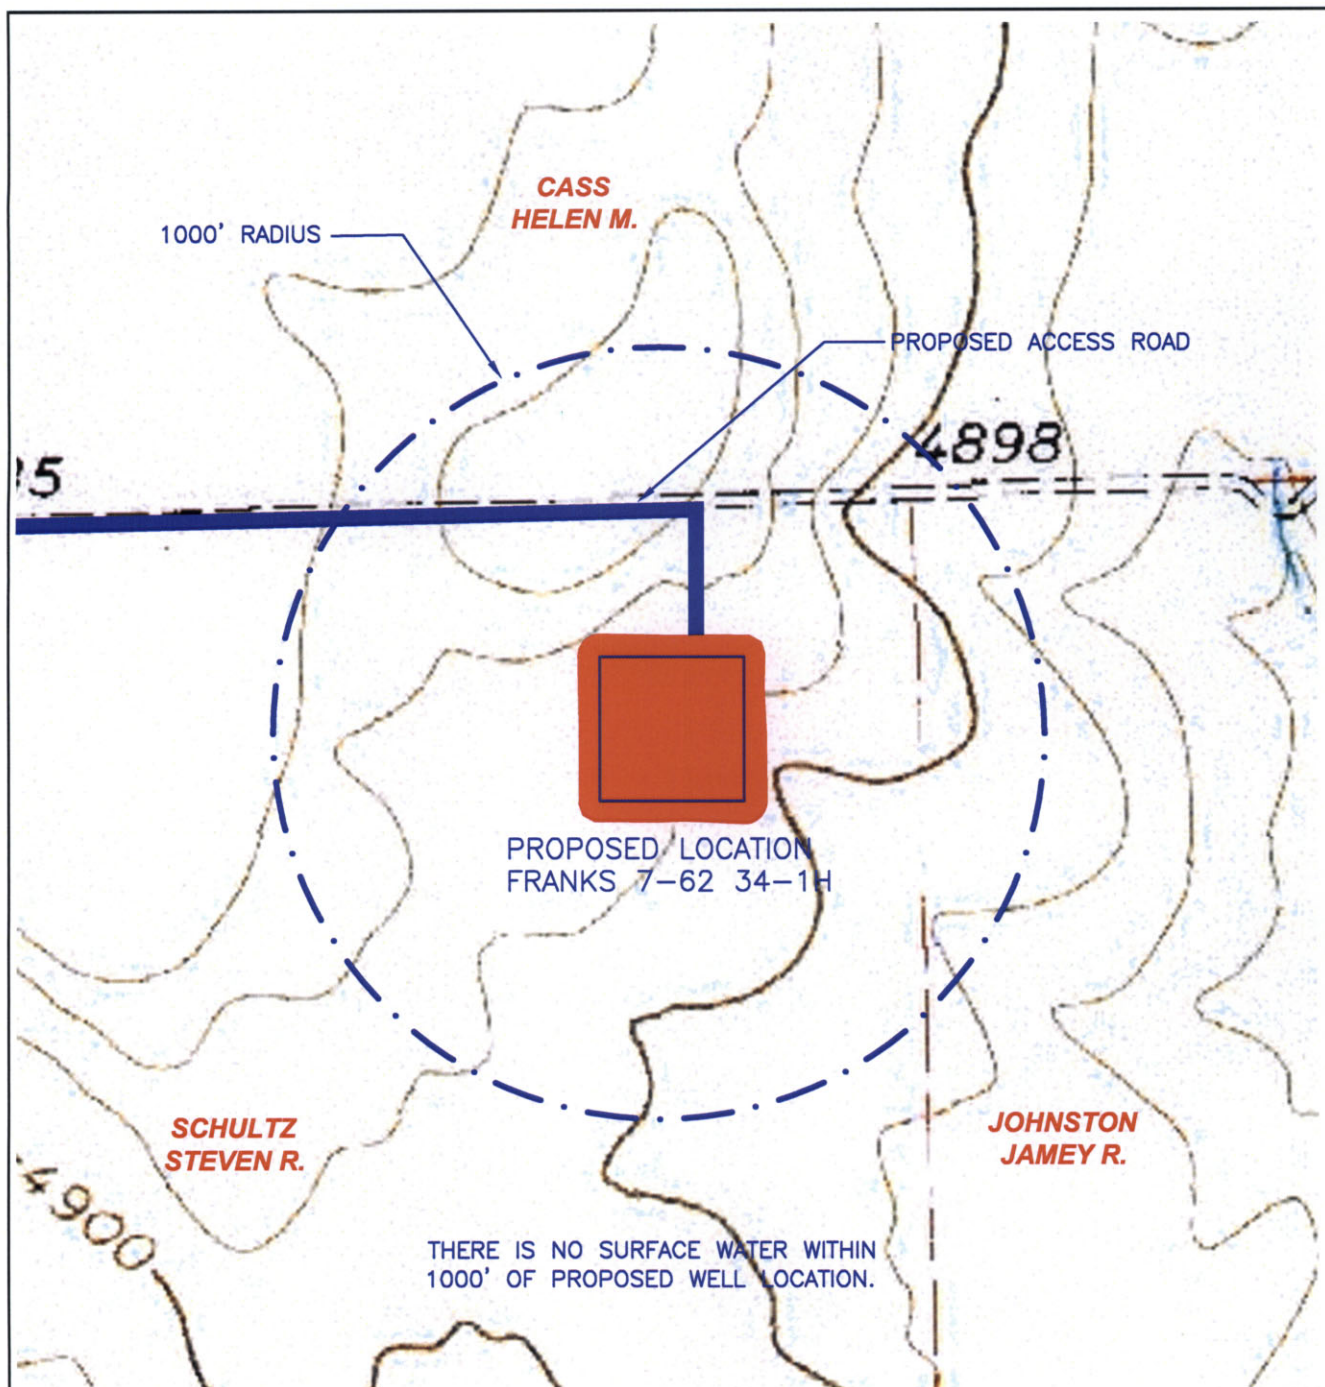 CASS
HELEN M.
1000' RADIUS
PROPOSED ACCESS ROAD
4898
PROPOSED LOCATION
FRANKS 7-62 34-1H
SCHULTZ
STEVEN R.
JOHNSTON
JAMEY R.
4900
THERE IS NO SURFACE WATER WITHIN
1000' OF PROPOSED WELL LOCATION.